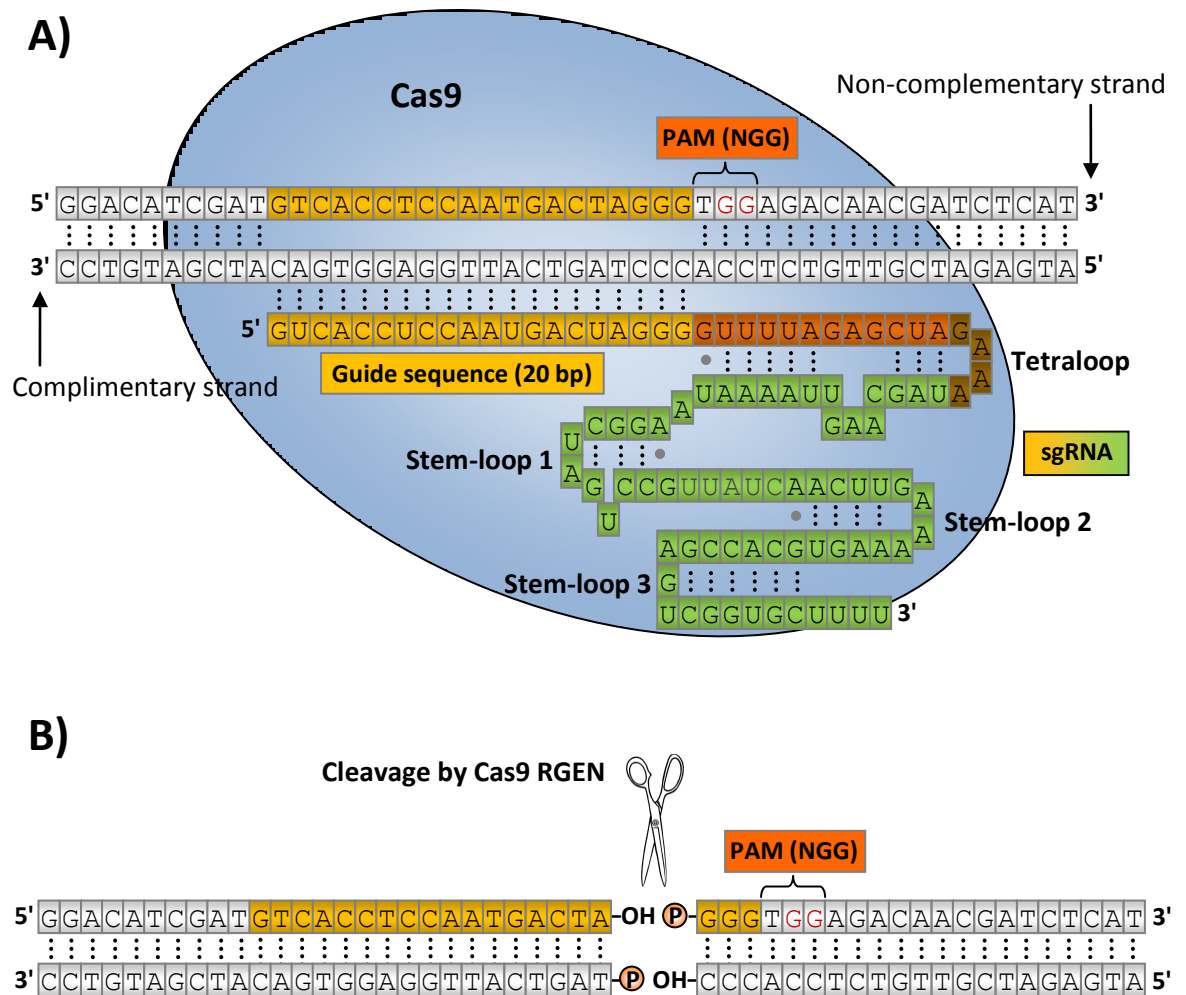 A)
Cas9
Non-complementary strand
PAM (NGG)
5' GGACATCGATGTCACCTCCAATGACTAGGGTGGAGACAACGATCTCAT 3'
3' CCTGTAGCTACAGTGGAGGTTACTGATCCCACCTCTGTTGCTAGAGTA 5'
5' GUCACCUCCAAUGACUAGGGGUUUUAGAGCUAG
A
Tetraloop
A
Complimentary strand
Guide sequence (20 bp)
UAAAAUU CGAUA
A
GAA
U CGGA
sgRNA
Stem-loop 1
A
G CCGUUAUCAACUUG
A
U
Stem-loop 2
A
AGCCACGUGAAA
Stem-loop 3
G
UCGGUGCUUUU 3'
B)
Cleavage by Cas9 RGEN
PAM (NGG)
5' GGACATCGATGTCACCTCCAATGACTA-OH P-GGGTGGAGACAACGATCTCAT 3'
3' CCTGTAGCTACAGTGGAGGTTACTGAT-P OH-CCCACCTCTGTTGCTAGAGTA 5'